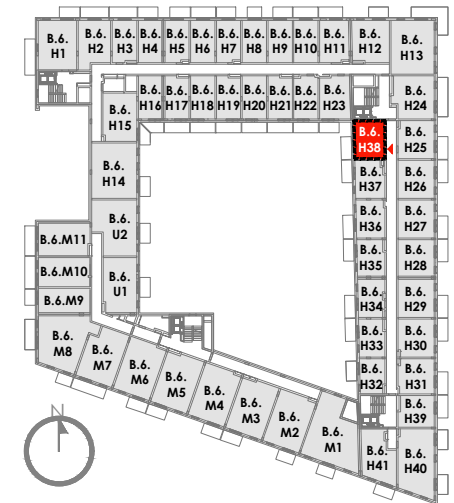 B.6.
H1
B.6.
H2
B.6.
H3
B.6.
H4
B.6.
H5
B.6.
H6
B.6.
H7
B.6.
H8
B.6.
H9
B.6.
H10
B.6.
H11
B.6.
H12
B.6.
H13
B.6.
H15
B.6.
H16
B.6.
H17
B.6.
H18
B.6.
H19
B.6.
H20
B.6.
H21
B.6.
H22
B.6.
H23
B.6.
H24
B.6.
H38
B.6.
H25
B.6.
H14
B.6.
H37
B.6.
H26
B.6.
U2
B.6.
H36
B.6.
H27
B.6.M11
B.6.
H35
B.6.
H28
B.6.M10
B.6.
U1
B.6.
H34
B.6.
H29
B.6.M9
B.6.
M8
B.6.
M7
B.6.
M6
B.6.
M5
B.6.
M4
B.6.
M3
B.6.
M2
B.6.
M1
B.6.
H33
B.6.
H30
B.6.
H32
B.6.
H31
B.6.
H39
B.6.
H41
B.6.
H40
N